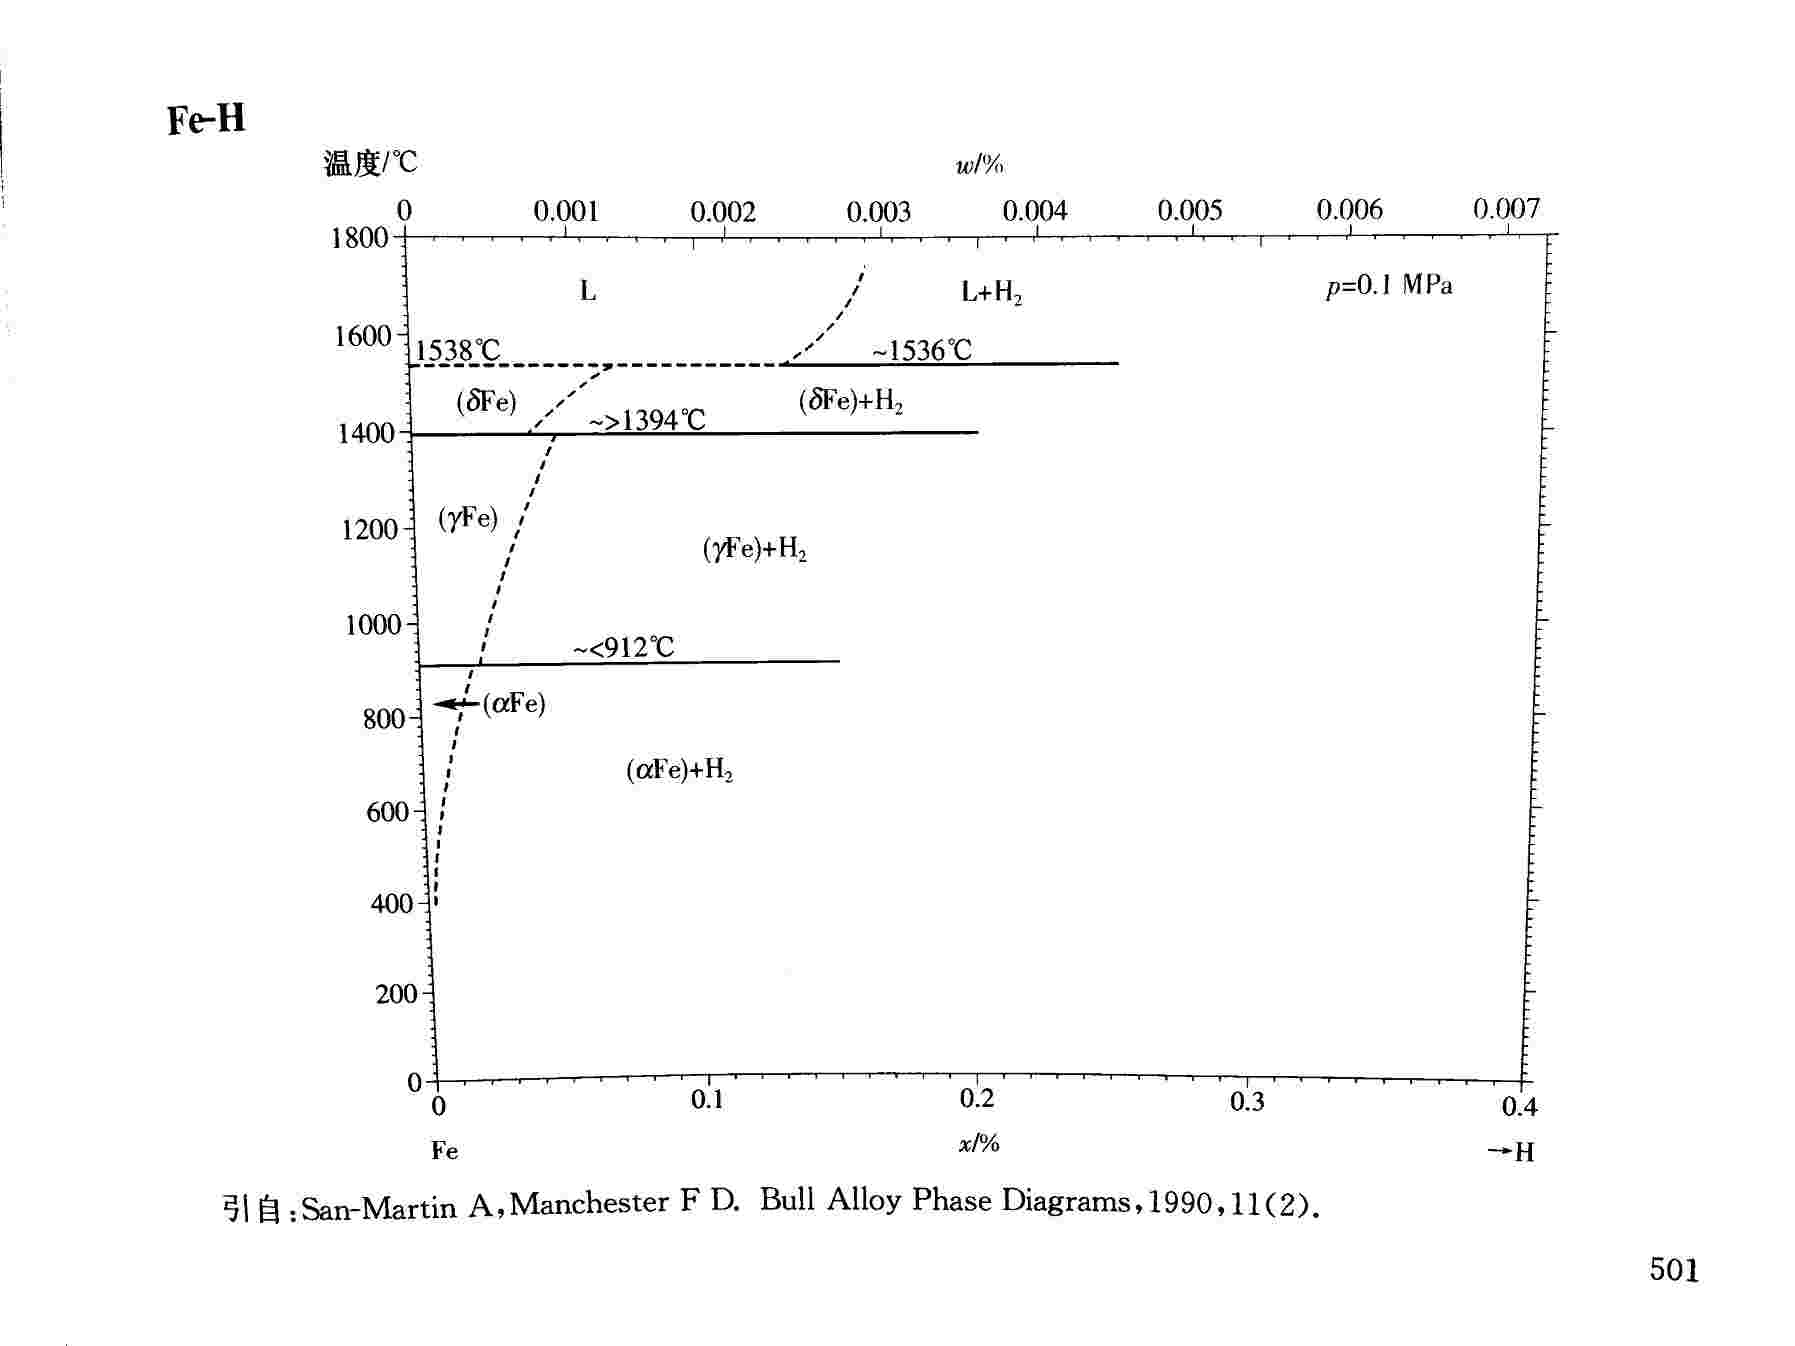 Fe-H
温度/℃
w/%
0 0.001 0.002 0.003 0.004 0.005 0.006 0.007
1800
L
L+H₂
p=0.1 MPa
1600
1538℃
~1536℃
(δFe)
(δFe)+H₂
~>1394℃
1400
(γFe)
1200
(γFe)+H₂
1000
~<912℃
(αFe)
800
(αFe)+H₂
600
400
200
0
0 0.1 0.2 0.3 0.4
Fe
x/%
→H
引自:San-Martin A,Manchester F D. Bull Alloy Phase Diagrams,1990,11(2).
501